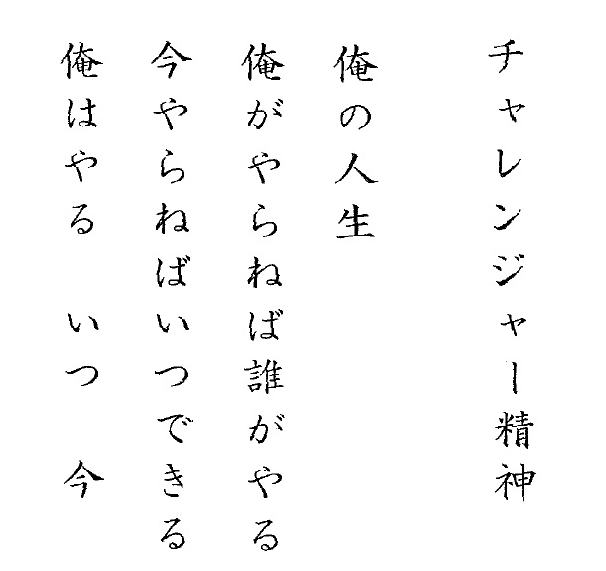 チャレンジャー精神
俺の人生
俺がやらねば誰がやる
今やらねばいつできる
俺はやる　いつ　今